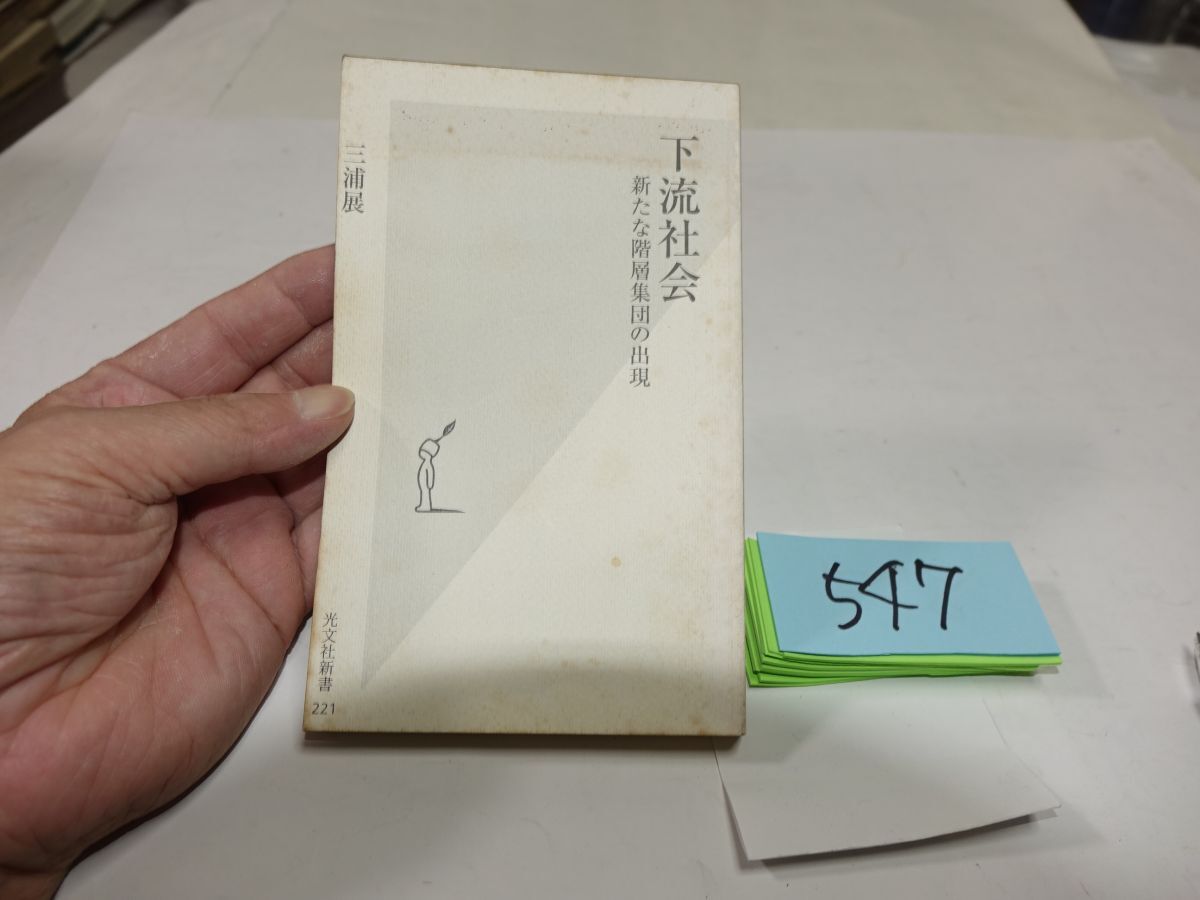 下流社会
新たな階層集団の出現
三浦展
光文社新書
221
547